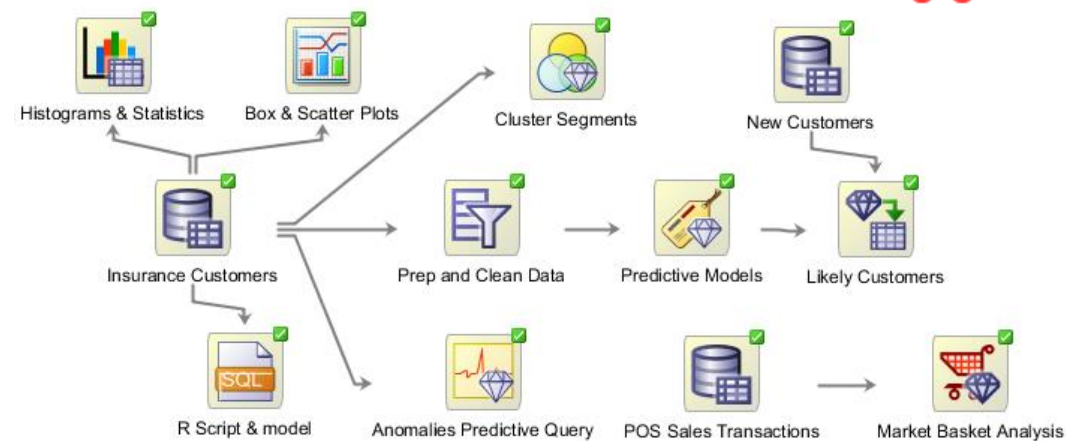 Histograms & Statistics
Box & Scatter Plots
Cluster Segments
New Customers
Insurance Customers
Prep and Clean Data
Predictive Models
Likely Customers
SQL
R Script & model
Anomalies Predictive Query
POS Sales Transactions
Market Basket Analysis